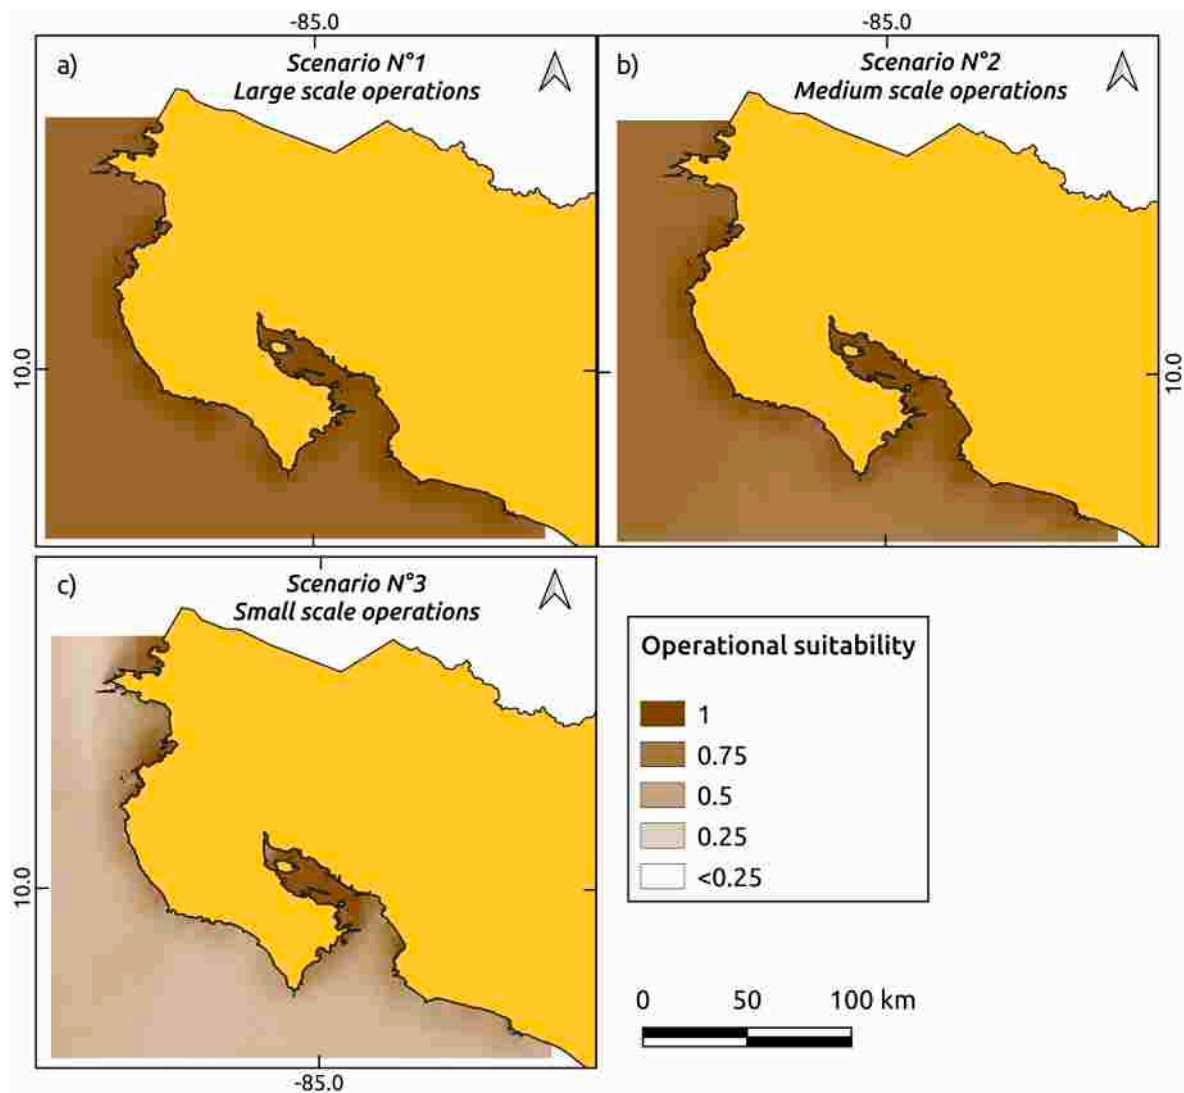 -85.0
-85.0
a)
Scenario N°1
Large scale operations
b)
Scenario N°2
Medium scale operations
10.0
10.0
c)
Scenario N°3
Small scale operations
Operational suitability
1
0.75
0.5
0.25
<0.25
10.0
0
50
100 km
-85.0